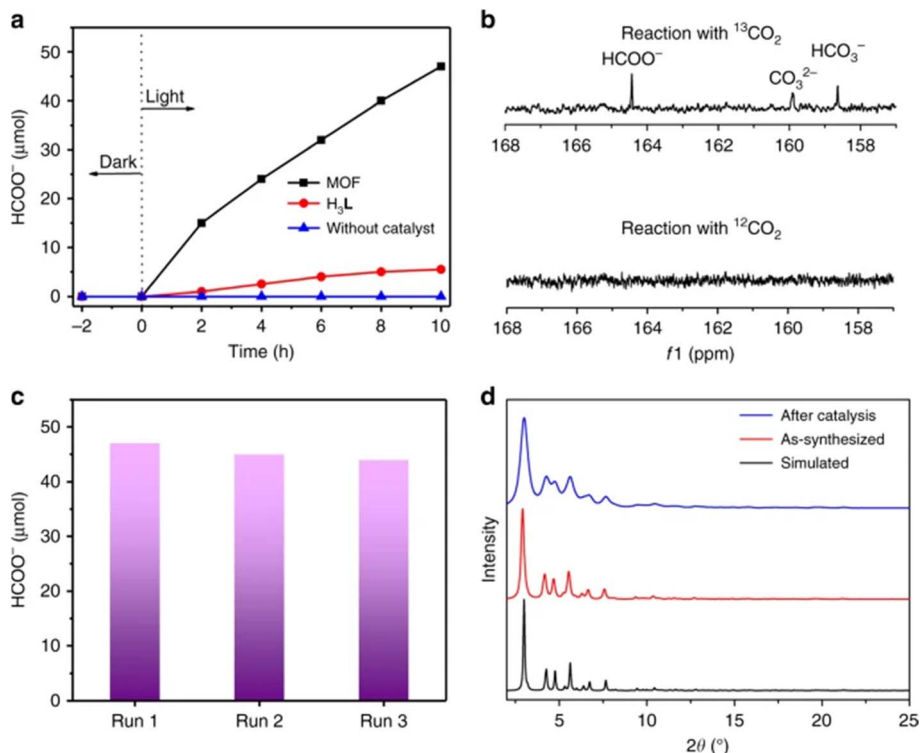 a
HCOO⁻ (μmol)
50
40
30
20
10
0
Dark
Light
MOF
H₃L
Without catalyst
−2 0 2 4 6 8 10
Time (h)
b
Reaction with ¹³CO₂
HCOO⁻
CO₃²⁻
HCO₃⁻
168 166 164 162 160 158
Reaction with ¹²CO₂
168 166 164 162 160 158
f1 (ppm)
c
HCOO⁻ (μmol)
50
40
30
20
10
0
Run 1 Run 2 Run 3
d
Intensity
After catalysis
As-synthesized
Simulated
5 10 15 20 25
2θ (°)